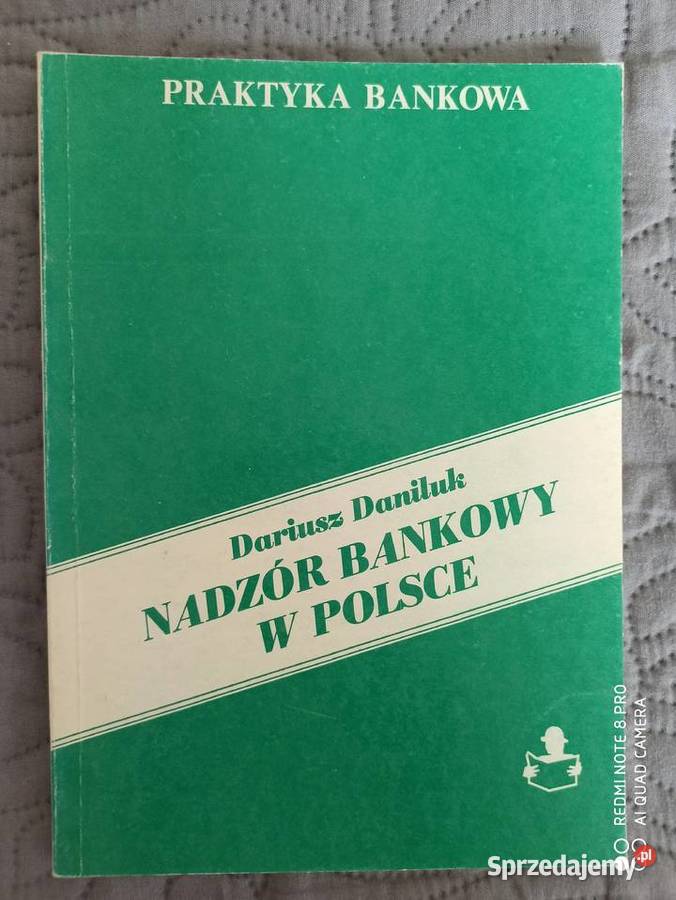 PRAKTYKA BANKOWA
Dariusz Daniluk
NADZÓR BANKOWY
W POLSCE
REDMI NOTE 8 PRO
AI QUAD CAMERA
Sprzedajemy.pl